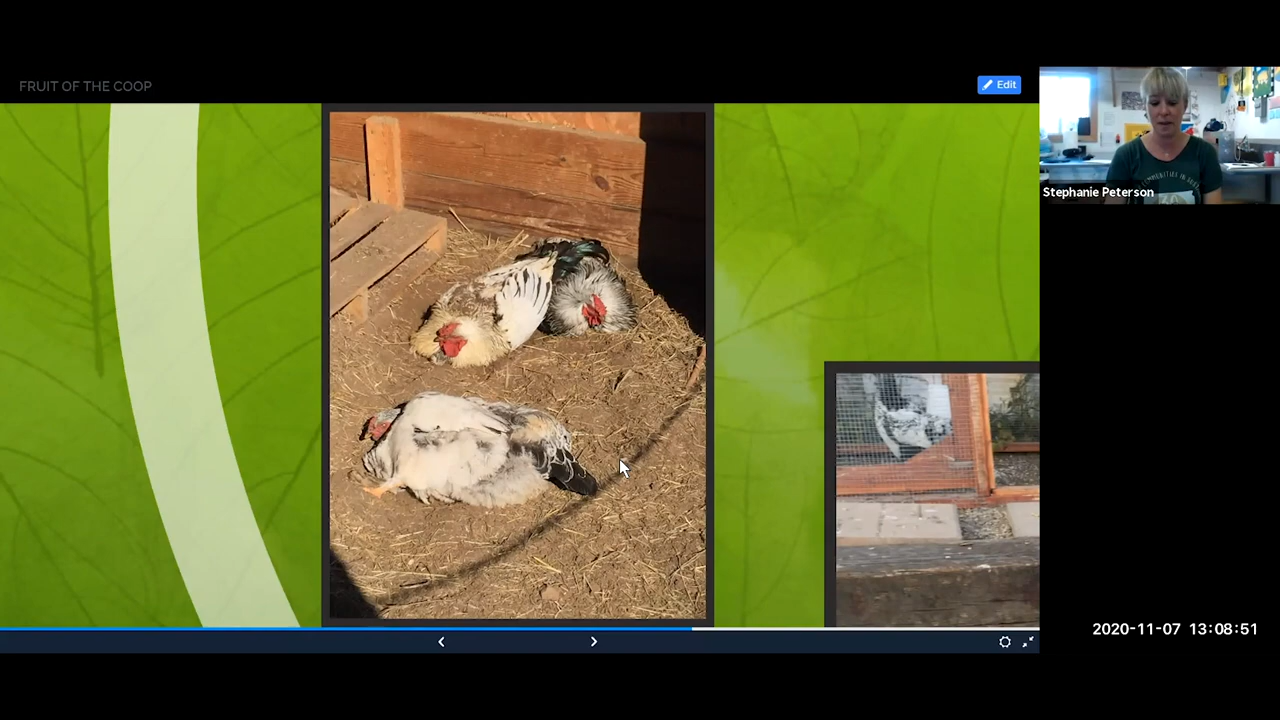 FRUIT OF THE COOP
Edit
Stephanie Peterson
2020-11-07 13:08:51